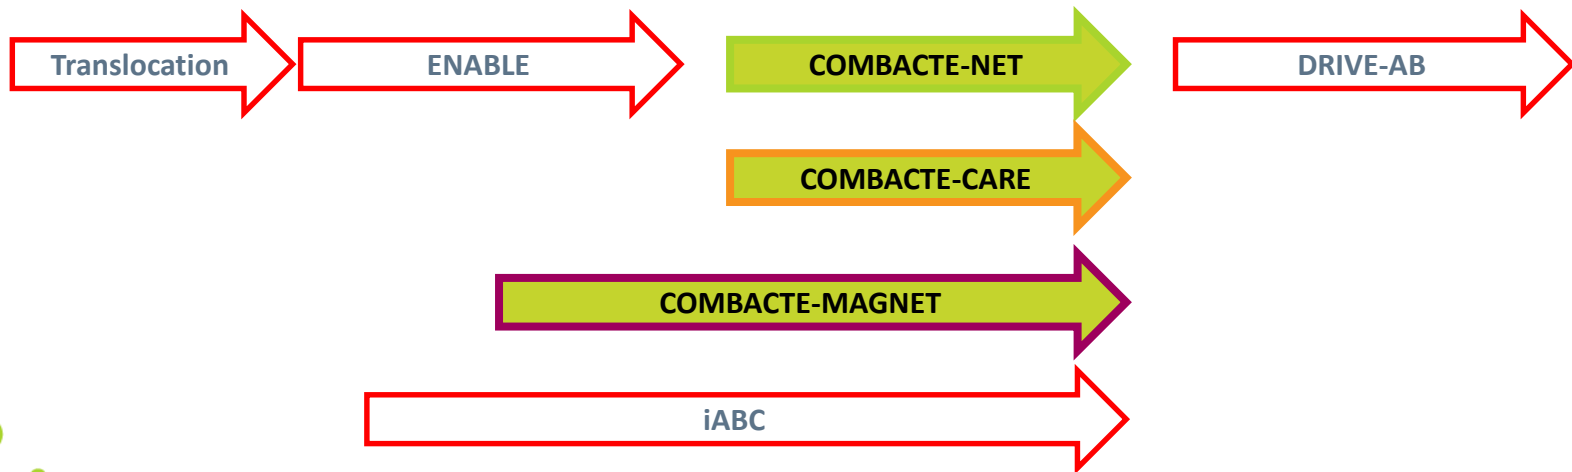 Translocation
ENABLE
COMBACTE-NET
DRIVE-AB
COMBACTE-CARE
COMBACTE-MAGNET
iABC